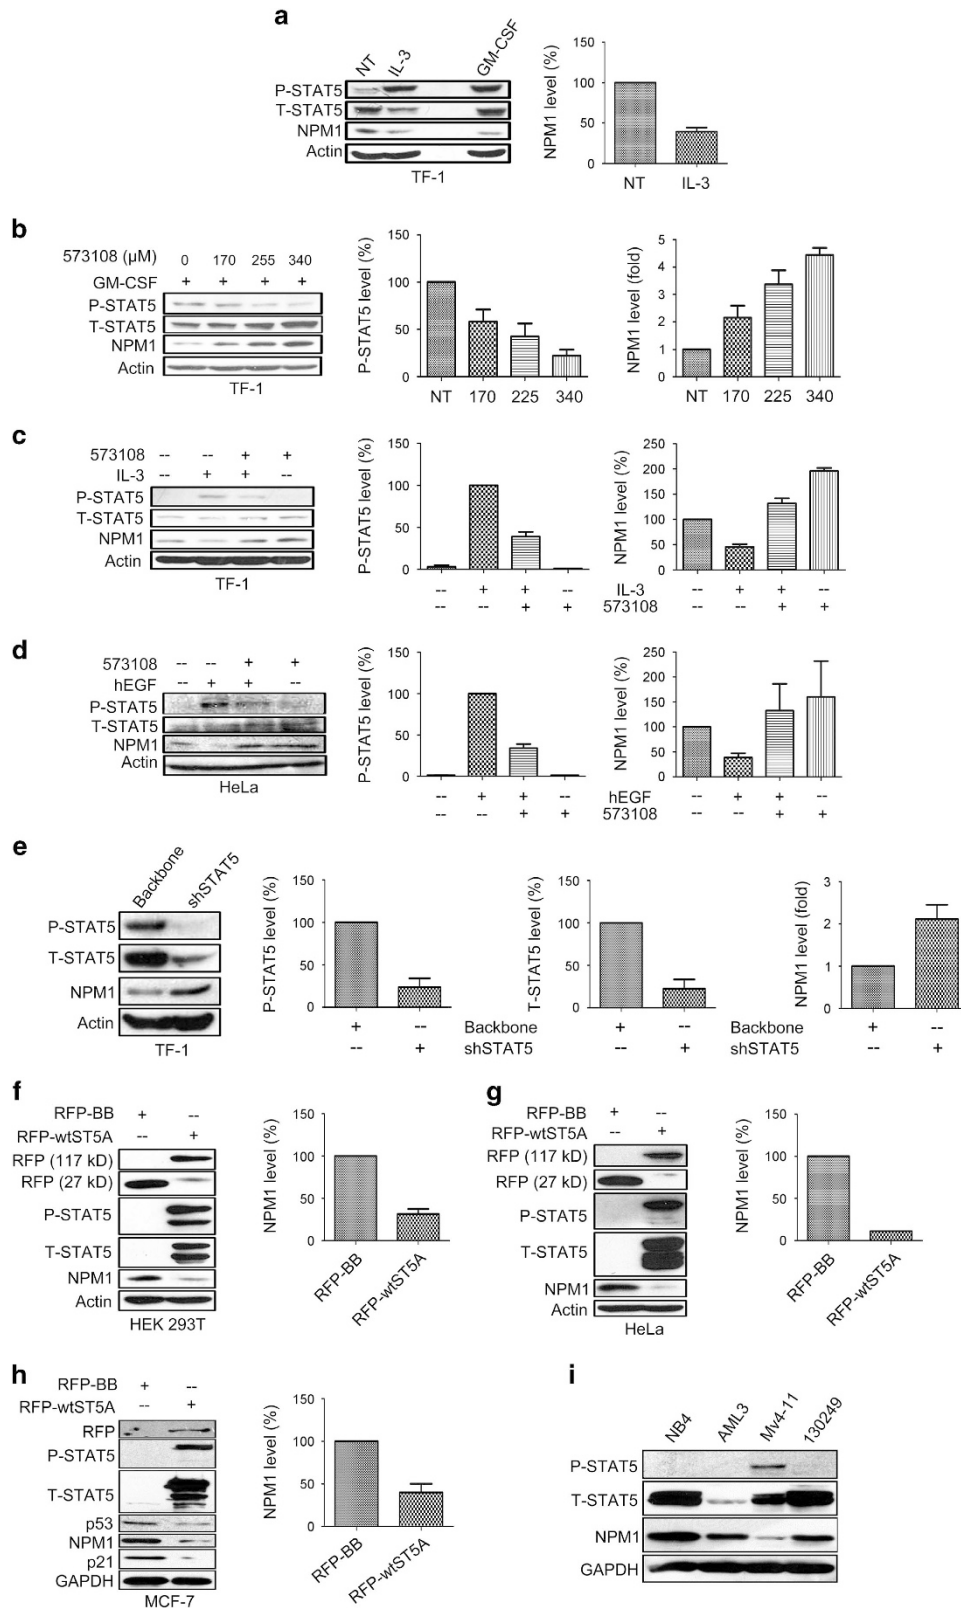 a
NT IL-3 GM-CSF
P-STAT5
T-STAT5
NPM1
Actin
TF-1
NPM1 level (%)
150
100
50
0
NT IL-3
b
573108 (μM) 0 170 255 340
GM-CSF + + + +
P-STAT5
T-STAT5
NPM1
Actin
TF-1
P-STAT5 level (%)
150
100
50
0
NT 170 225 340
NPM1 level (fold)
5
4
3
2
1
0
NT 170 225 340
c
573108 -- -- + +
IL-3 -- + + --
P-STAT5
T-STAT5
NPM1
Actin
TF-1
P-STAT5 level (%)
150
100
50
0
NPM1 level (%)
250
200
150
100
50
0
-- + + -- IL-3 -- + + --
-- -- + + 573108 -- -- + +
d
573108 -- -- + +
hEGF -- + + --
P-STAT5
T-STAT5
NPM1
Actin
HeLa
P-STAT5 level (%)
150
100
50
0
NPM1 level (%)
250
200
150
100
50
0
-- + + -- hEGF -- + + --
-- -- + + 573108 -- -- + +
e
Backbone shSTAT5
P-STAT5
T-STAT5
NPM1
Actin
TF-1
P-STAT5 level (%)
150
100
50
0
T-STAT5 level (%)
150
100
50
0
NPM1 level (fold)
3
2
1
0
+ -- Backbone + -- Backbone + --
-- + shSTAT5 -- + shSTAT5 -- +
f
RFP-BB + --
RFP-wtST5A -- +
RFP (117 kD)
RFP (27 kD)
P-STAT5
T-STAT5
NPM1
Actin
HEK 293T
NPM1 level (%)
150
100
50
0
RFP-BB RFP-wtST5A
g
RFP-BB + --
RFP-wtST5A -- +
RFP (117 kD)
RFP (27 kD)
P-STAT5
T-STAT5
NPM1
Actin
HeLa
NPM1 level (%)
150
100
50
0
RFP-BB RFP-wtST5A
h
RFP-BB + --
RFP-wtST5A -- +
RFP
P-STAT5
T-STAT5
p53
NPM1
p21
GAPDH
MCF-7
NPM1 level (%)
150
100
50
0
RFP-BB RFP-wtST5A
i
NB4 AML3 Mv4-11 130249
P-STAT5
T-STAT5
NPM1
GAPDH